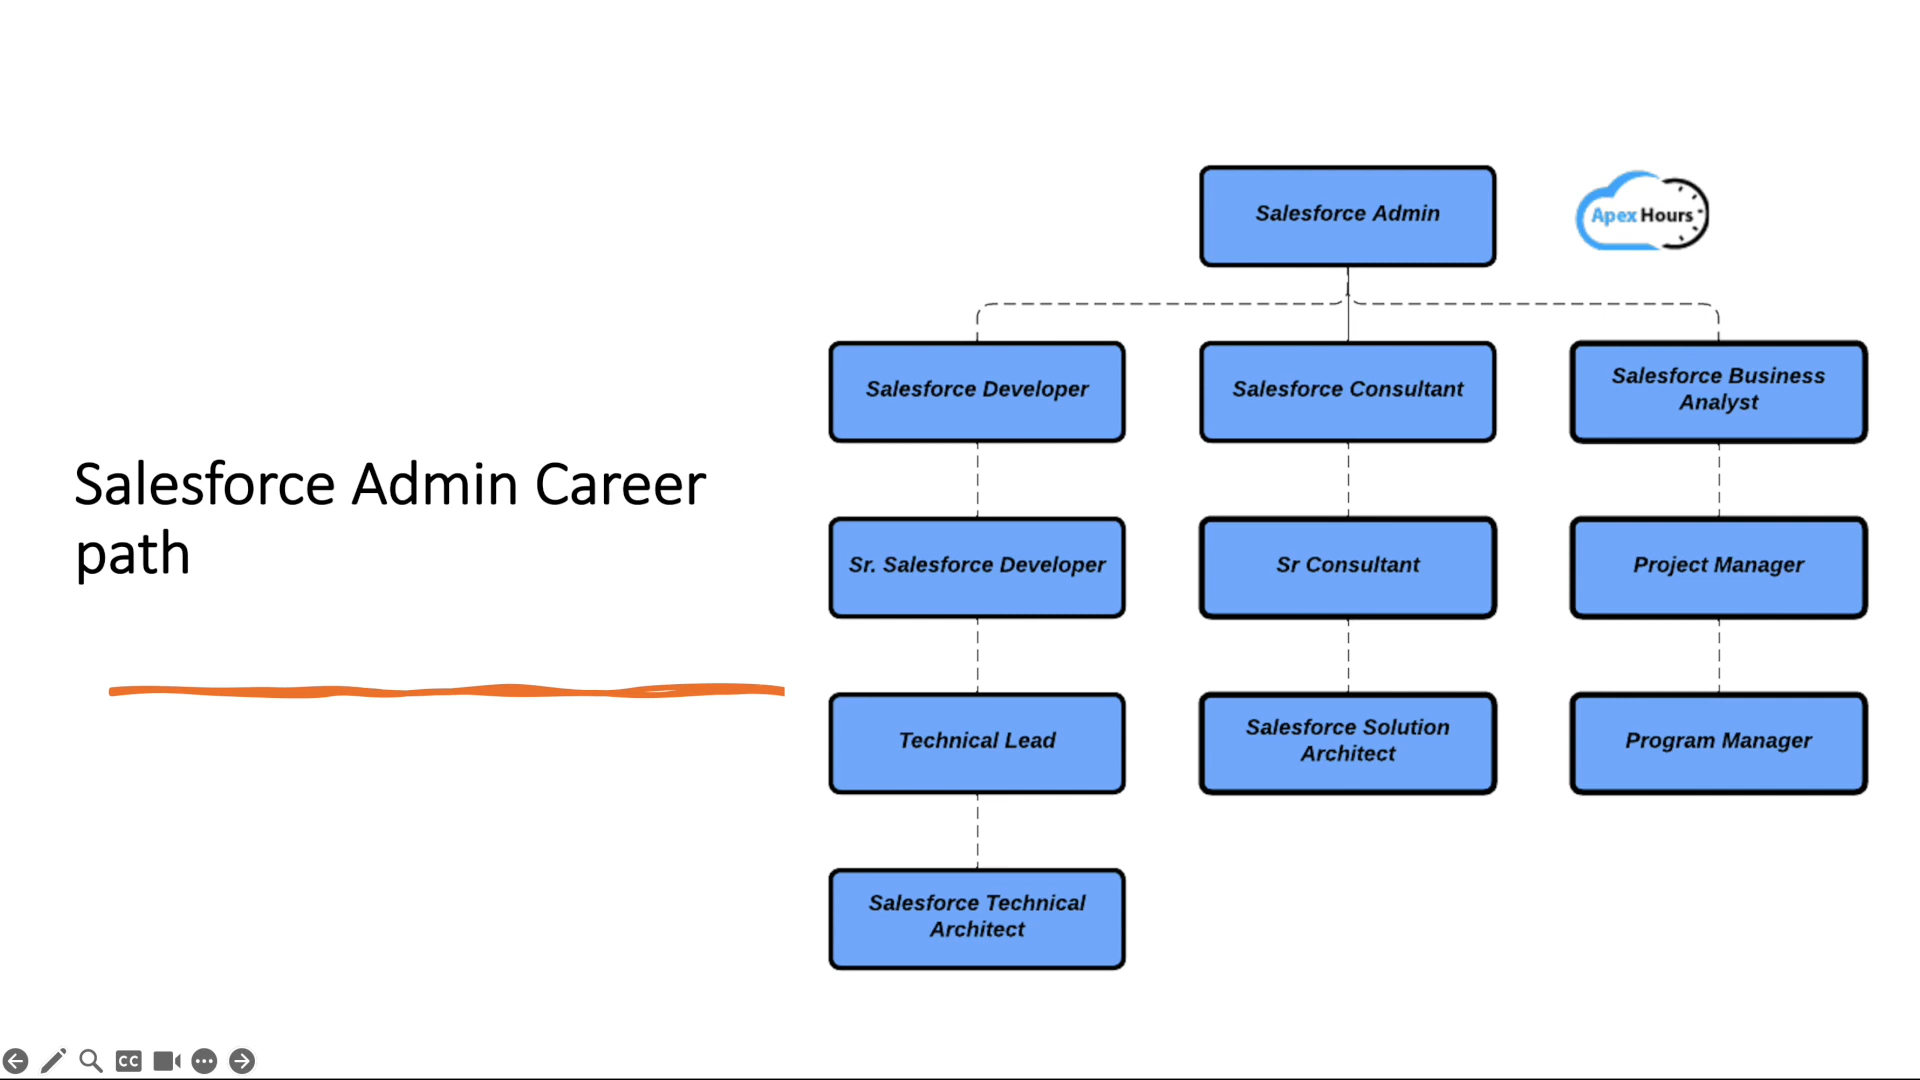 Salesforce Admin Career
path
Salesforce Admin
Apex Hours
Salesforce Developer
Salesforce Consultant
Salesforce Business
Analyst
Sr. Salesforce Developer
Sr Consultant
Project Manager
Technical Lead
Salesforce Solution
Architect
Program Manager
Salesforce Technical
Architect
CC